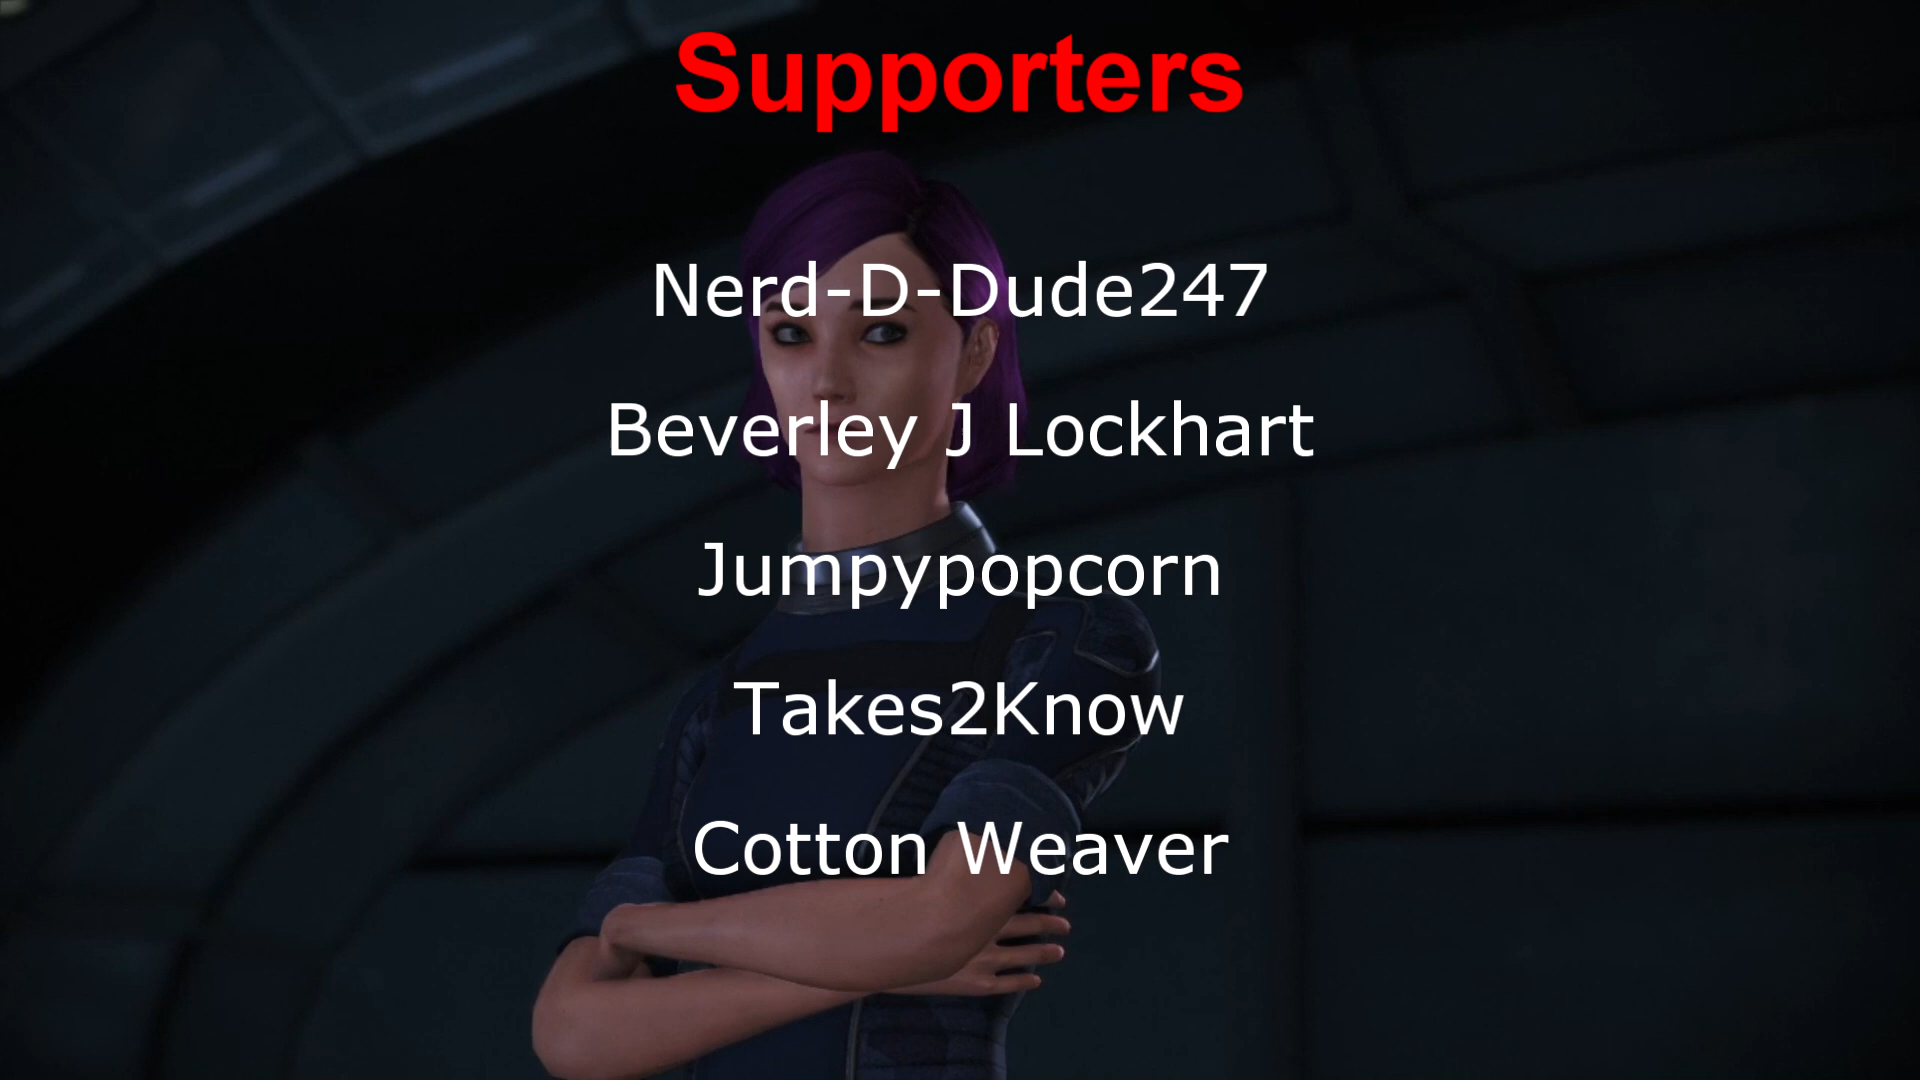 Supporters
Nerd-D-Dude247
Beverley J Lockhart
Jumpypopcorn
Takes2Know
Cotton Weaver